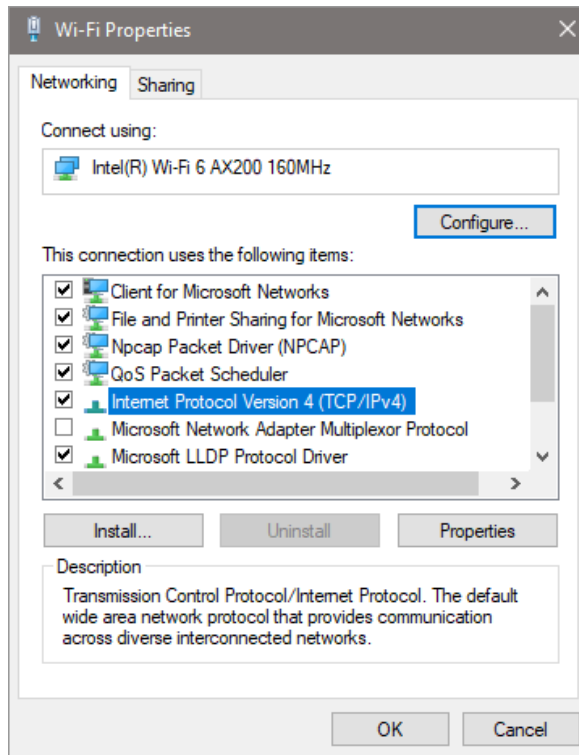 Wi-Fi Properties
Networking
Sharing
Connect using:
Intel(R) Wi-Fi 6 AX200 160MHz
Configure...
This connection uses the following items:
Client for Microsoft Networks
File and Printer Sharing for Microsoft Networks
Npcap Packet Driver (NPCAP)
QoS Packet Scheduler
Internet Protocol Version 4 (TCP/IPv4)
Microsoft Network Adapter Multiplexor Protocol
Microsoft LLDP Protocol Driver
Install...
Uninstall
Properties
Description
Transmission Control Protocol/Internet Protocol. The default
wide area network protocol that provides communication
across diverse interconnected networks.
OK
Cancel